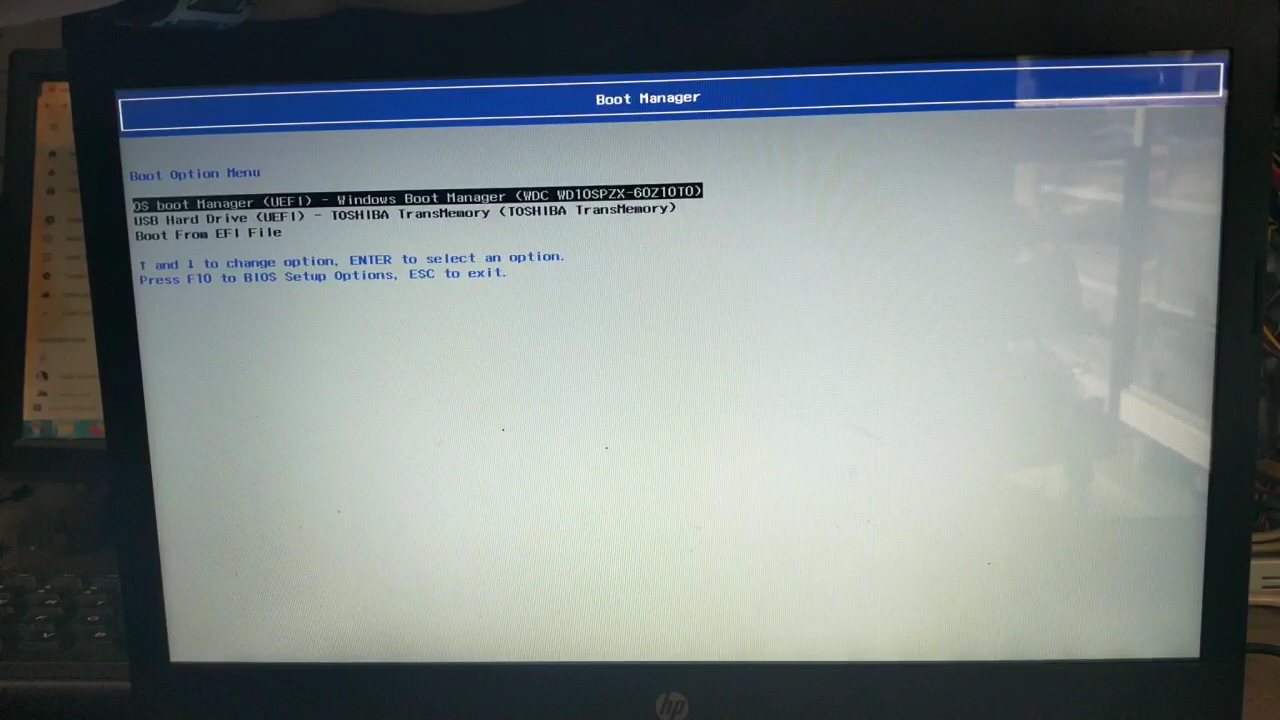 Boot Manager
Boot Option Menu
OS boot Manager (UEFI) - Windows Boot Manager (WDC WD10SPZX-60Z10T0)
USB Hard Drive (UEFI) - TOSHIBA TransMemory (TOSHIBA TransMemory)
Boot From EFI File
↑ and ↓ to change option, ENTER to select an option.
Press F10 to BIOS Setup Options, ESC to exit.
hp